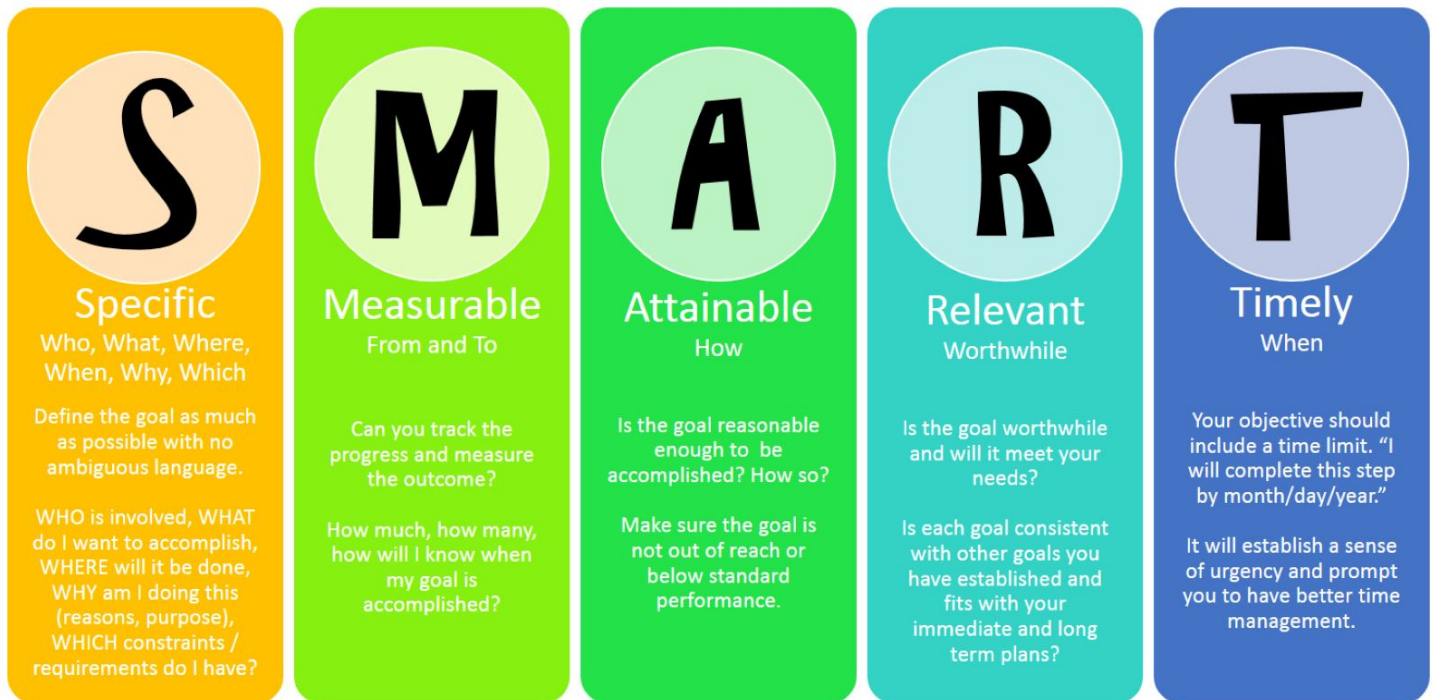 S
Specific
Who, What, Where,
When, Why, Which
Define the goal as much
as possible with no
ambiguous language.
WHO is involved, WHAT
do I want to accomplish,
WHERE will it be done,
WHY am I doing this
(reasons, purpose),
WHICH constraints /
requirements do I have?
M
Measurable
From and To
Can you track the
progress and measure
the outcome?
How much, how many,
how will I know when
my goal is
accomplished?
A
Attainable
How
Is the goal reasonable
enough to be
accomplished? How so?
Make sure the goal is
not out of reach or
below standard
performance.
R
Relevant
Worthwhile
Is the goal worthwhile
and will it meet your
needs?
Is each goal consistent
with other goals you
have established and
fits with your
immediate and long
term plans?
T
Timely
When
Your objective should
include a time limit. “I
will complete this step
by month/day/year.”
It will establish a sense
of urgency and prompt
you to have better time
management.